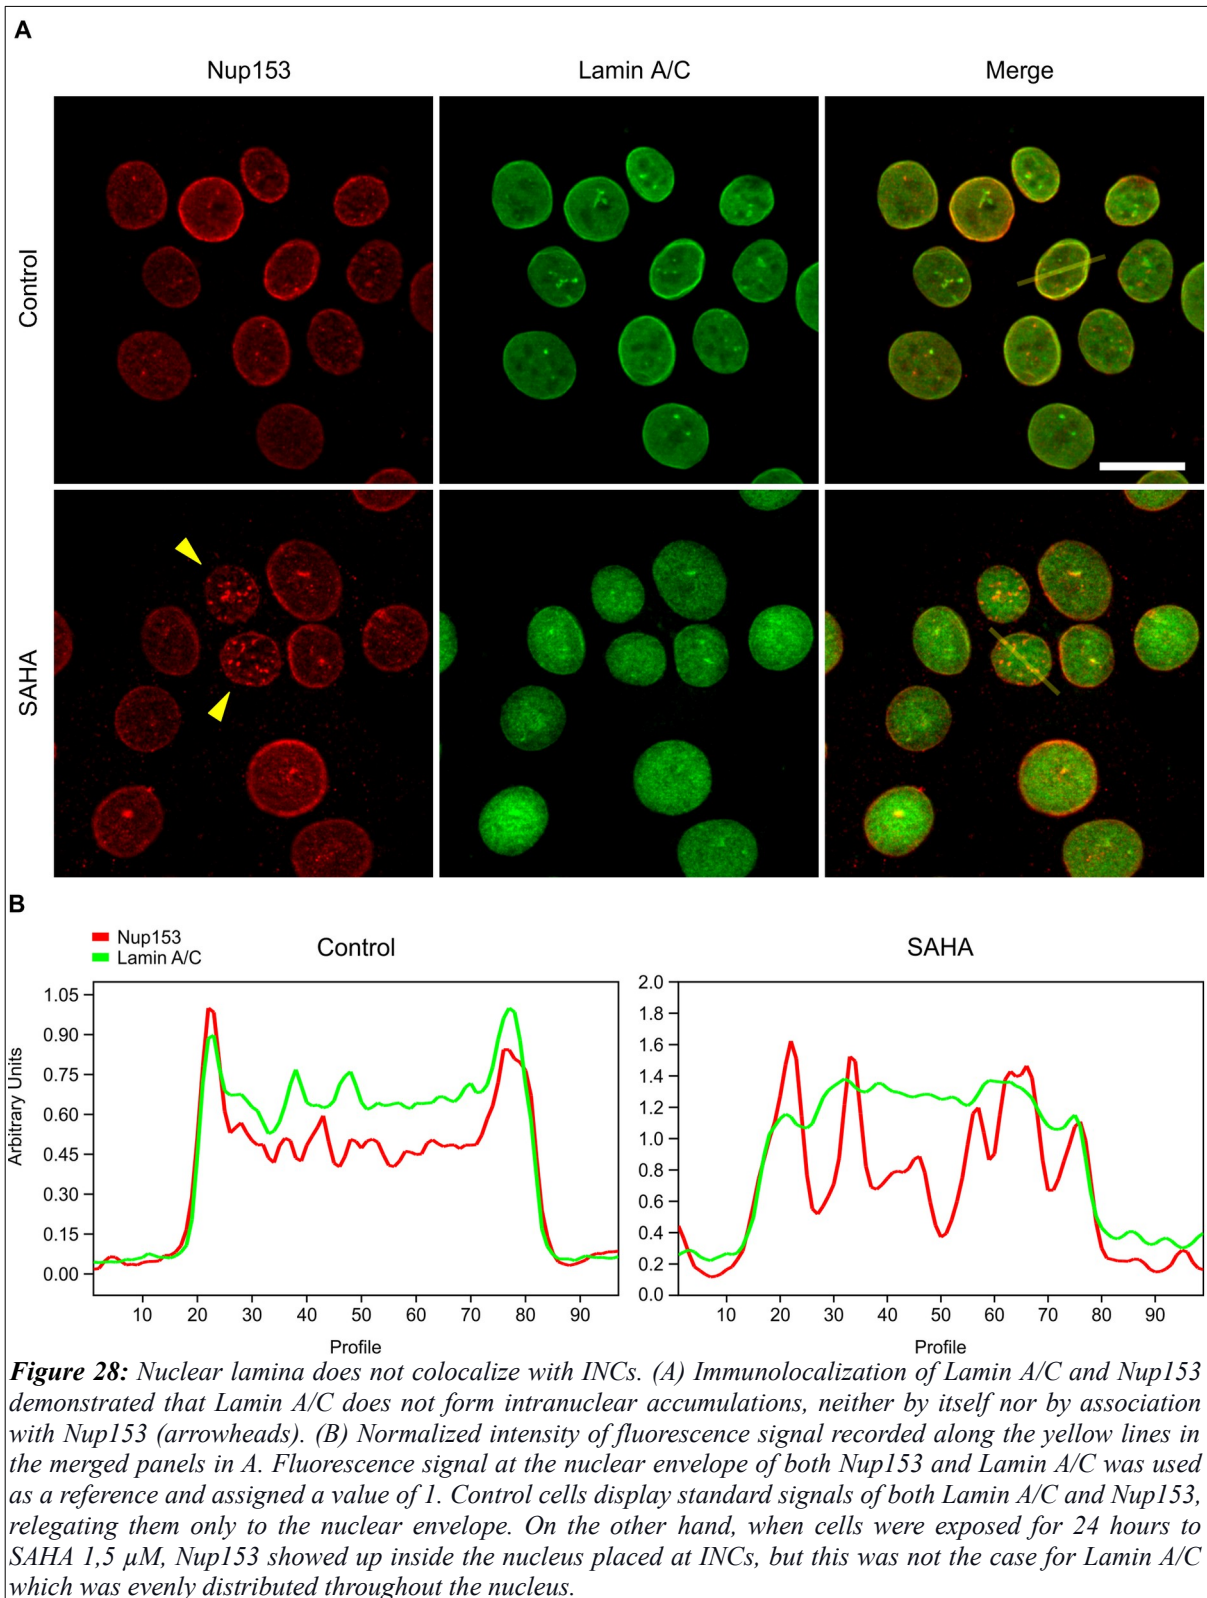 A
Nup153 Lamin A/C Merge
Control
SAHA
B
Nup153
Lamin A/C
Control
SAHA
Arbitrary Units
1.05
0.90
0.75
0.60
0.45
0.30
0.15
0.00
10 20 30 40 50 60 70 80 90
Profile
2.0
1.8
1.6
1.4
1.2
1.0
0.8
0.6
0.4
0.2
0.0
10 20 30 40 50 60 70 80 90
Profile
Figure 28: Nuclear lamina does not colocalize with INCs. (A) Immunolocalization of Lamin A/C and Nup153
demonstrated that Lamin A/C does not form intranuclear accumulations, neither by itself nor by association
with Nup153 (arrowheads). (B) Normalized intensity of fluorescence signal recorded along the yellow lines in
the merged panels in A. Fluorescence signal at the nuclear envelope of both Nup153 and Lamin A/C was used
as a reference and assigned a value of 1. Control cells display standard signals of both Lamin A/C and Nup153,
relegating them only to the nuclear envelope. On the other hand, when cells were exposed for 24 hours to
SAHA 1,5 µM, Nup153 showed up inside the nucleus placed at INCs, but this was not the case for Lamin A/C
which was evenly distributed throughout the nucleus.